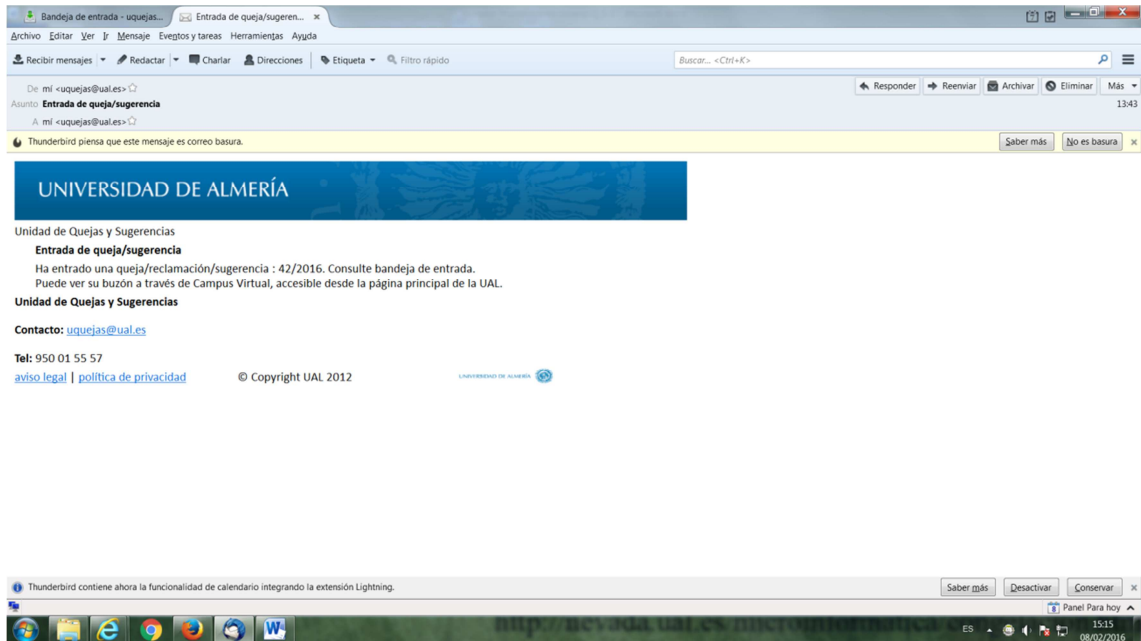 Bandeja de entrada - uquejas...
Entrada de queja/sugeren...
Archivo Editar Ver Ir Mensaje Eventos y tareas Herramientas Ayuda
Recibir mensajes Redactar Charlar Direcciones Etiqueta Filtro rápido Buscar... <Ctrl+K>
De mí <uquejas@ual.es> Responder Reenviar Archivar Eliminar Más
Asunto Entrada de queja/sugerencia 13:43
A mí <uquejas@ual.es>
Thunderbird piensa que este mensaje es correo basura. Saber más No es basura
UNIVERSIDAD DE ALMERÍA
Unidad de Quejas y Sugerencias
Entrada de queja/sugerencia
Ha entrado una queja/reclamación/sugerencia : 42/2016. Consulte bandeja de entrada.
Puede ver su buzón a través de Campus Virtual, accesible desde la página principal de la UAL.
Unidad de Quejas y Sugerencias
Contacto: uquejas@ual.es
Tel: 950 01 55 57
aviso legal | política de privacidad © Copyright UAL 2012 UNIVERSIDAD DE ALMERÍA
Thunderbird contiene ahora la funcionalidad de calendario integrando la extensión Lightning. Saber más Desactivar Conservar
Panel Para hoy
ES 15:15
08/02/2016